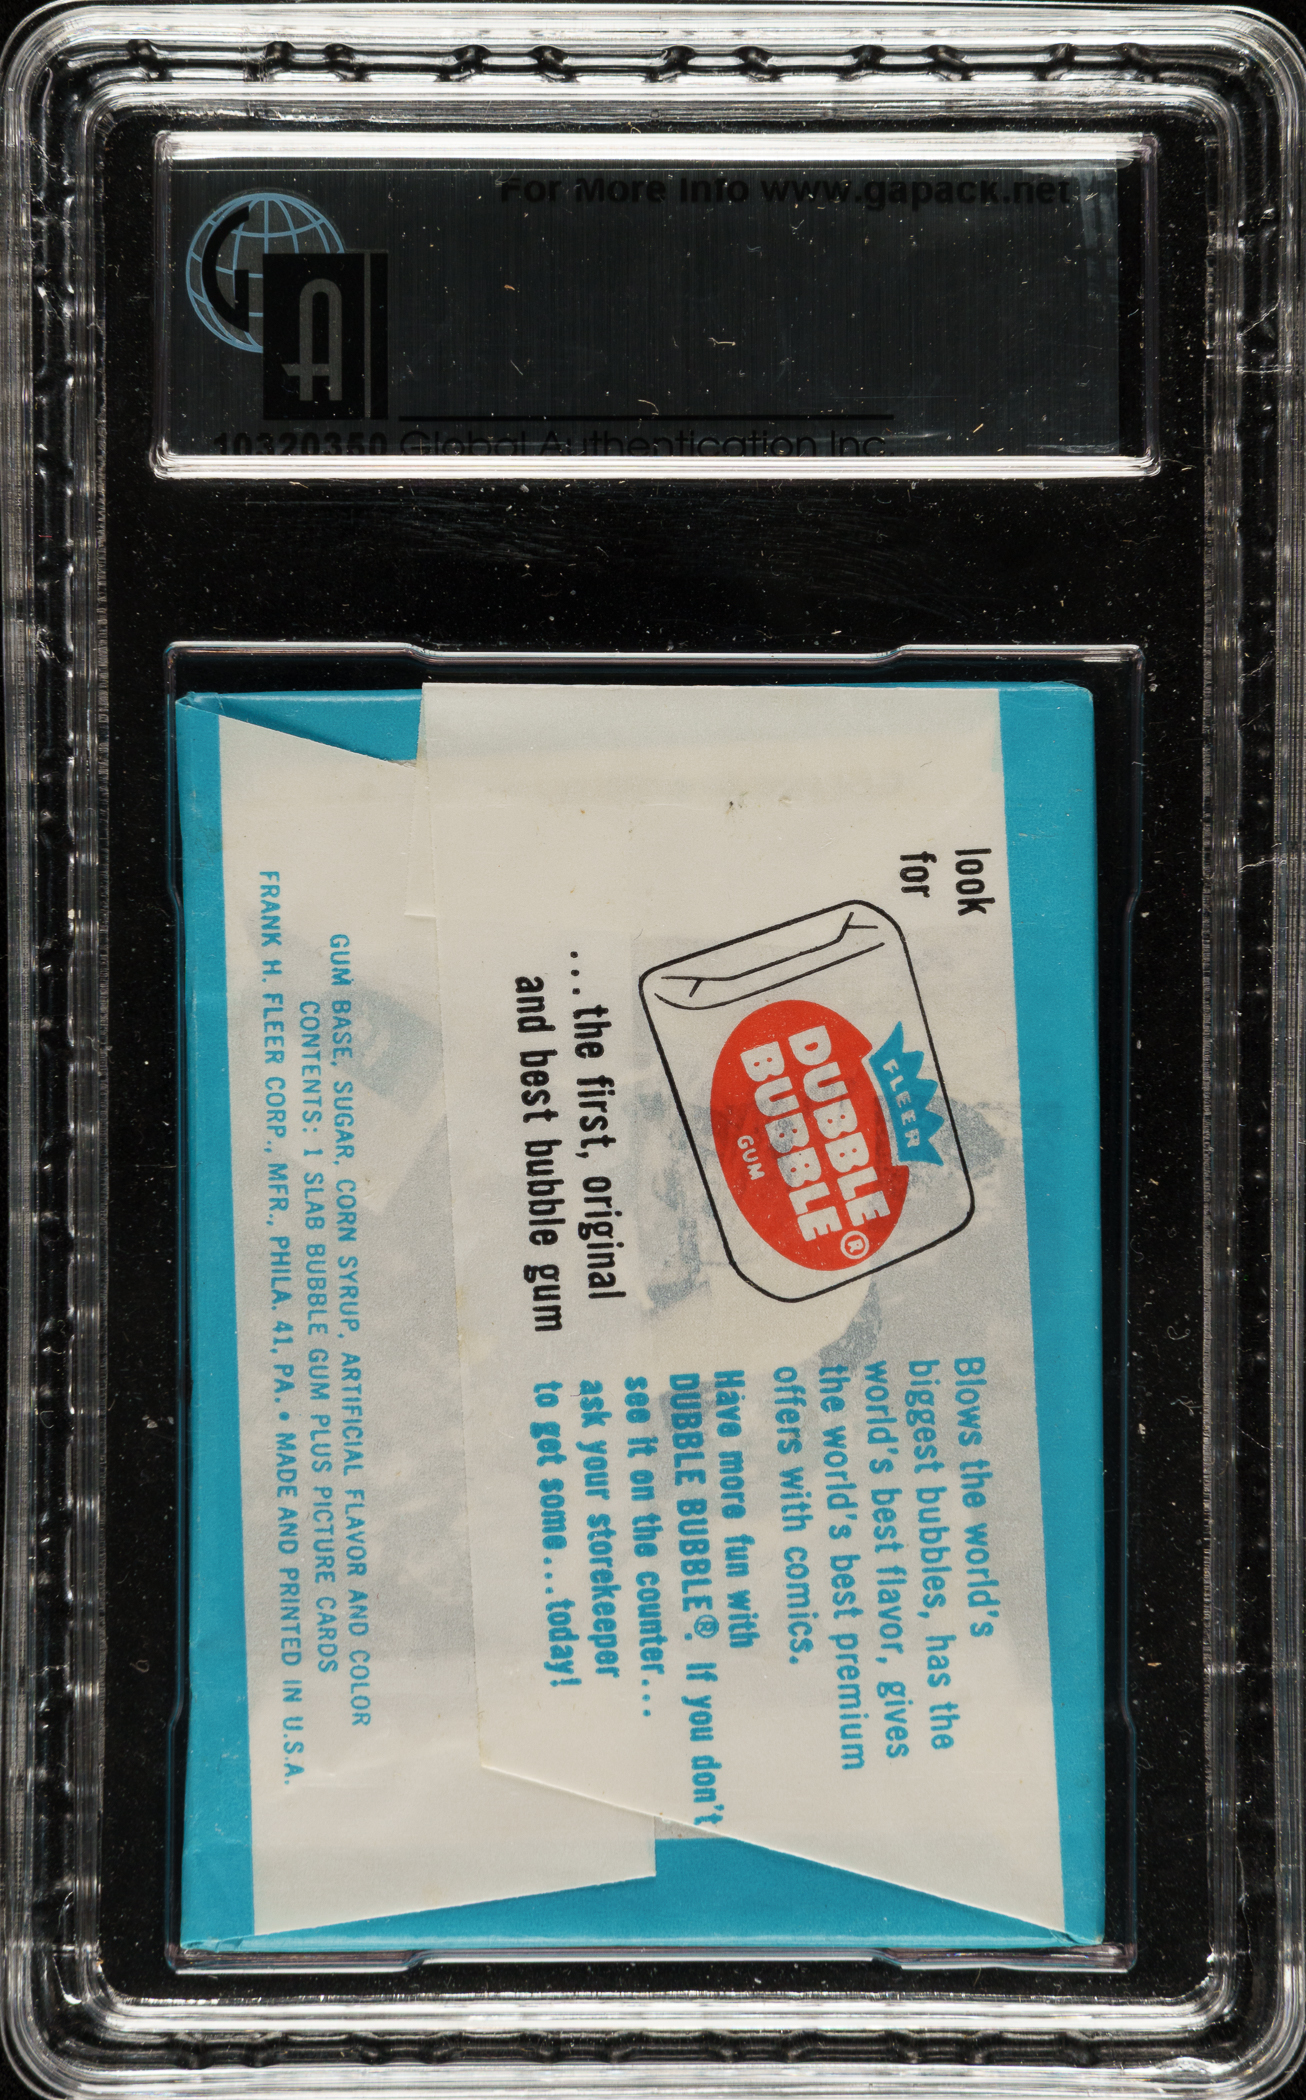 For More Info www.gapack.net
GA
10320350 Global Authentication Inc.
look
for
FLEER
DUBBLE
BUBBLE®
GUM
...the first, original
and best bubble gum
Blows the world's
biggest bubbles, has the
world's best flavor, gives
the world's best premium
offers with comics.
Have more fun with
DUBBLE BUBBLE®. If you don't
see it on the counter...
ask your storekeeper
to get some...today!
GUM BASE, SUGAR, CORN SYRUP, ARTIFICIAL FLAVOR AND COLOR
CONTENTS: 1 SLAB BUBBLE GUM PLUS PICTURE CARDS
FRANK H. FLEER CORP., MFR., PHILA. 41, PA. • MADE AND PRINTED IN U.S.A.